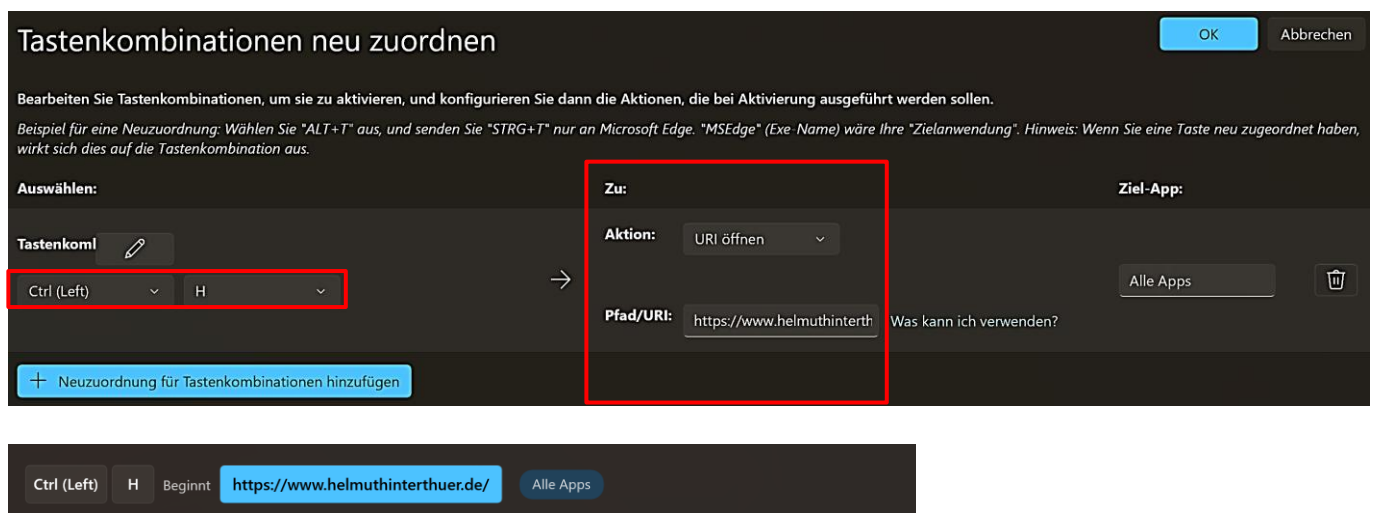 Tastenkombinationen neu zuordnen
OK
Abbrechen
Bearbeiten Sie Tastenkombinationen, um sie zu aktivieren, und konfigurieren Sie dann die Aktionen, die bei Aktivierung ausgeführt werden sollen.
Beispiel für eine Neuzuordnung: Wählen Sie "ALT+T" aus, und senden Sie "STRG+T" nur an Microsoft Edge. "MSEdge" (Exe-Name) wäre Ihre "Zielanwendung". Hinweis: Wenn Sie eine Taste neu zugeordnet haben,
wirkt sich dies auf die Tastenkombination aus.
Auswählen:
Zu:
Ziel-App:
Tastenkoml
Aktion:
URI öffnen
Ctrl (Left)
H
Alle Apps
Pfad/URI:
https://www.helmuthinterth
Was kann ich verwenden?
+ Neuzuordnung für Tastenkombinationen hinzufügen
Ctrl (Left) H Beginnt https://www.helmuthinterthuer.de/ Alle Apps